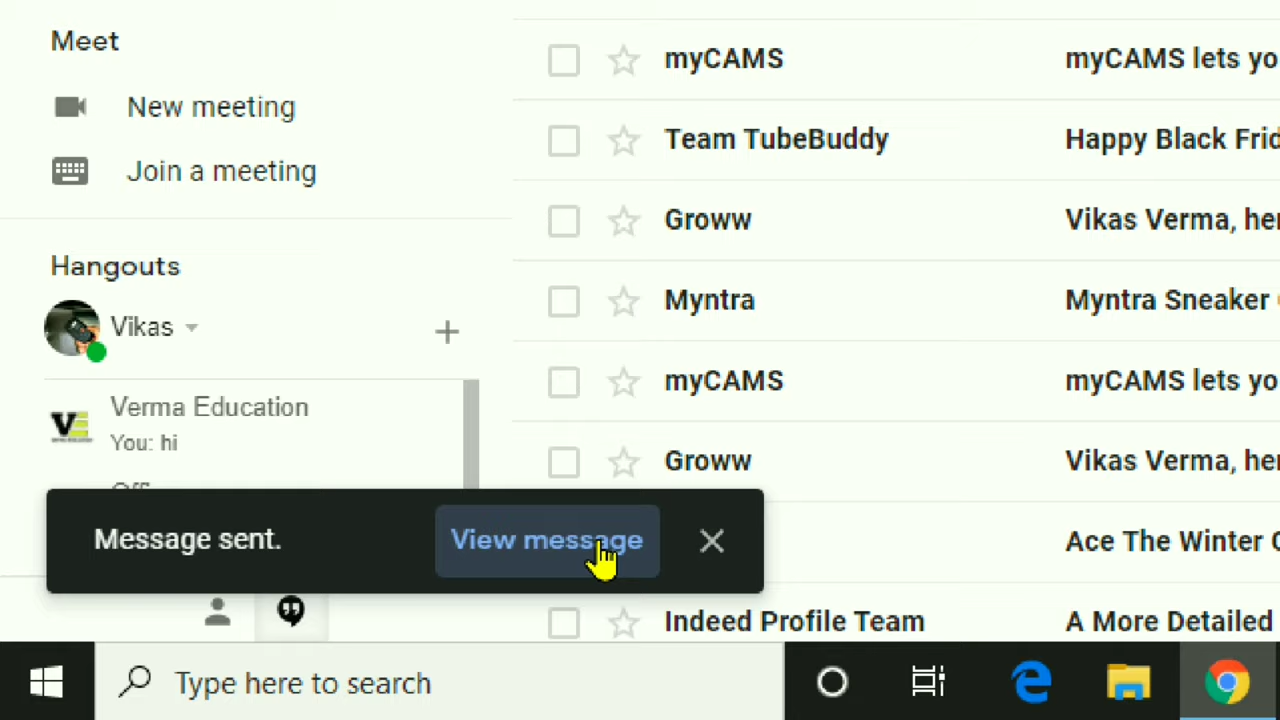 Meet
New meeting
Join a meeting
Hangouts
Vikas
Verma Education
You: hi
Message sent.
View message
myCAMS
myCAMS lets yo
Team TubeBuddy
Happy Black Frid
Groww
Vikas Verma, her
Myntra
Myntra Sneaker
myCAMS
myCAMS lets yo
Groww
Vikas Verma, her
Ace The Winter
Indeed Profile Team
A More Detailed
Type here to search